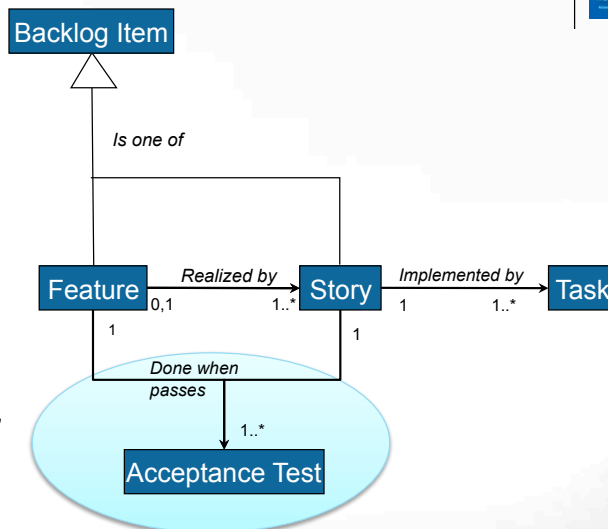 Backlog Item
Is one of
Feature
Realized by
0,1
1..*
Story
Implemented by
1
1..*
Task
1
1
Done when
passes
1..*
Acceptance Test